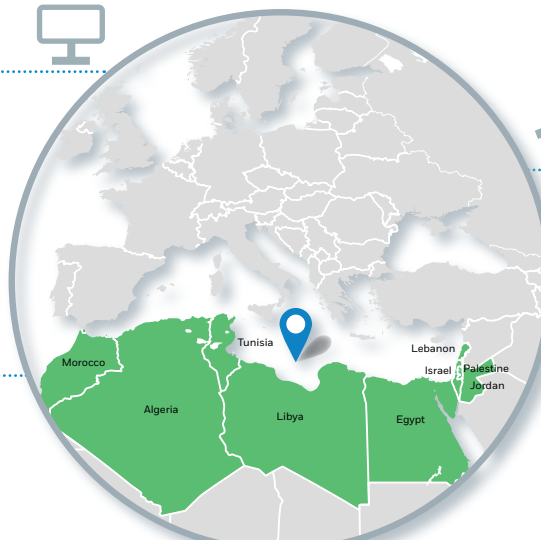 Tunisia
Lebanon
Morocco
Israel
Palestine
Jordan
Algeria
Libya
Egypt